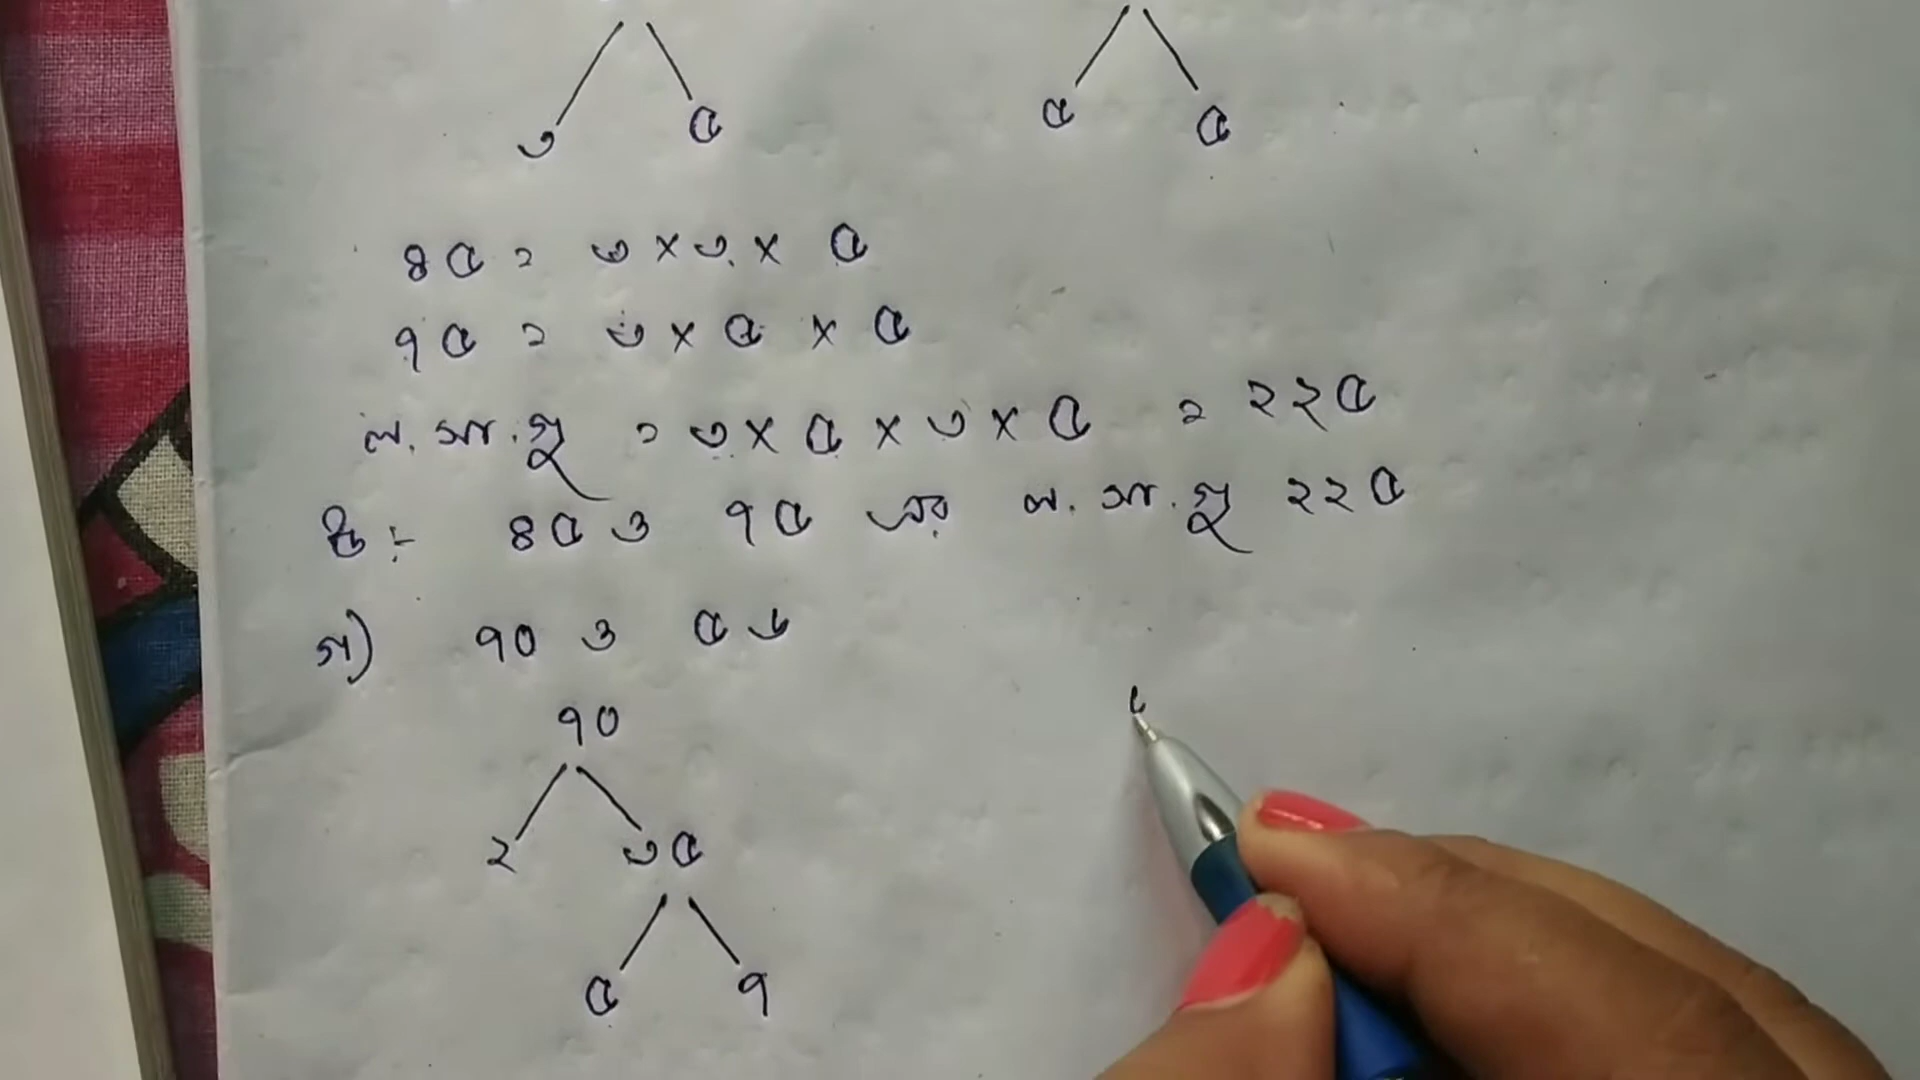 ৩ ৫ ৫ ৫
৪৫ = ৩ × ৩ × ৫
৭৫ = ৩ × ৫ × ৫
ল. সা. গু = ৩ × ৫ × ৩ × ৫ = ২২৫
উঃ- ৪৫ ও ৭৫ এর ল. সা. গু ২২৫
গ) ৭০ ও ৫৬
৭০
২ ৩৫
৫ ৭